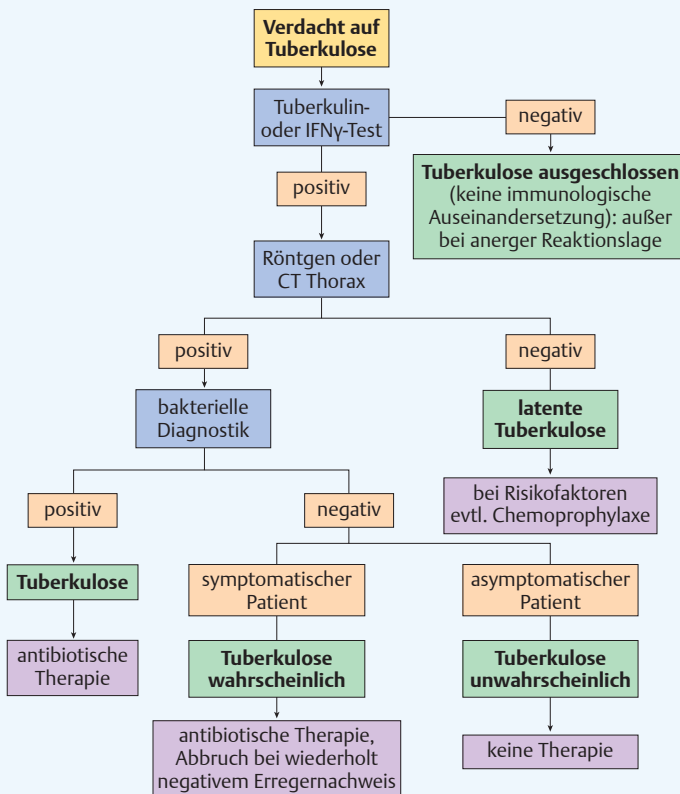 Verdacht auf
Tuberkulose
Tuberkulin-
oder IFNγ-Test
negativ
positiv
Tuberkulose ausgeschlossen
(keine immunologische
Auseinandersetzung): außer
bei anerger Reaktionslage
Röntgen oder
CT Thorax
positiv
negativ
bakterielle
Diagnostik
latente
Tuberkulose
positiv
negativ
bei Risikofaktoren
evtl. Chemoprophylaxe
Tuberkulose
symptomatischer
Patient
asymptomatischer
Patient
antibiotische
Therapie
Tuberkulose
wahrscheinlich
Tuberkulose
unwahrscheinlich
antibiotische Therapie,
Abbruch bei wiederholt
negativem Erregernachweis
keine Therapie